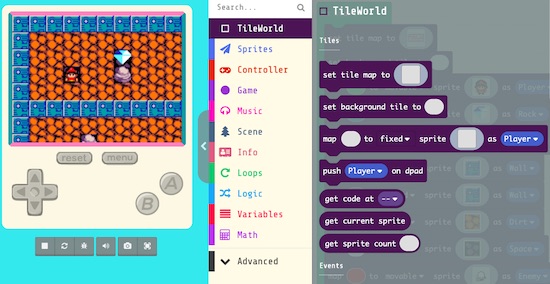 reset
menu
A
B
Search...
TileWorld
Sprites
Controller
Game
Music
Scene
Info
Loops
Logic
Variables
Math
Advanced
TileWorld
Tiles
set tile map to
set background tile to
map to fixed sprite as Player
push Player on dpad
get code at --
get current sprite
get sprite count
Events